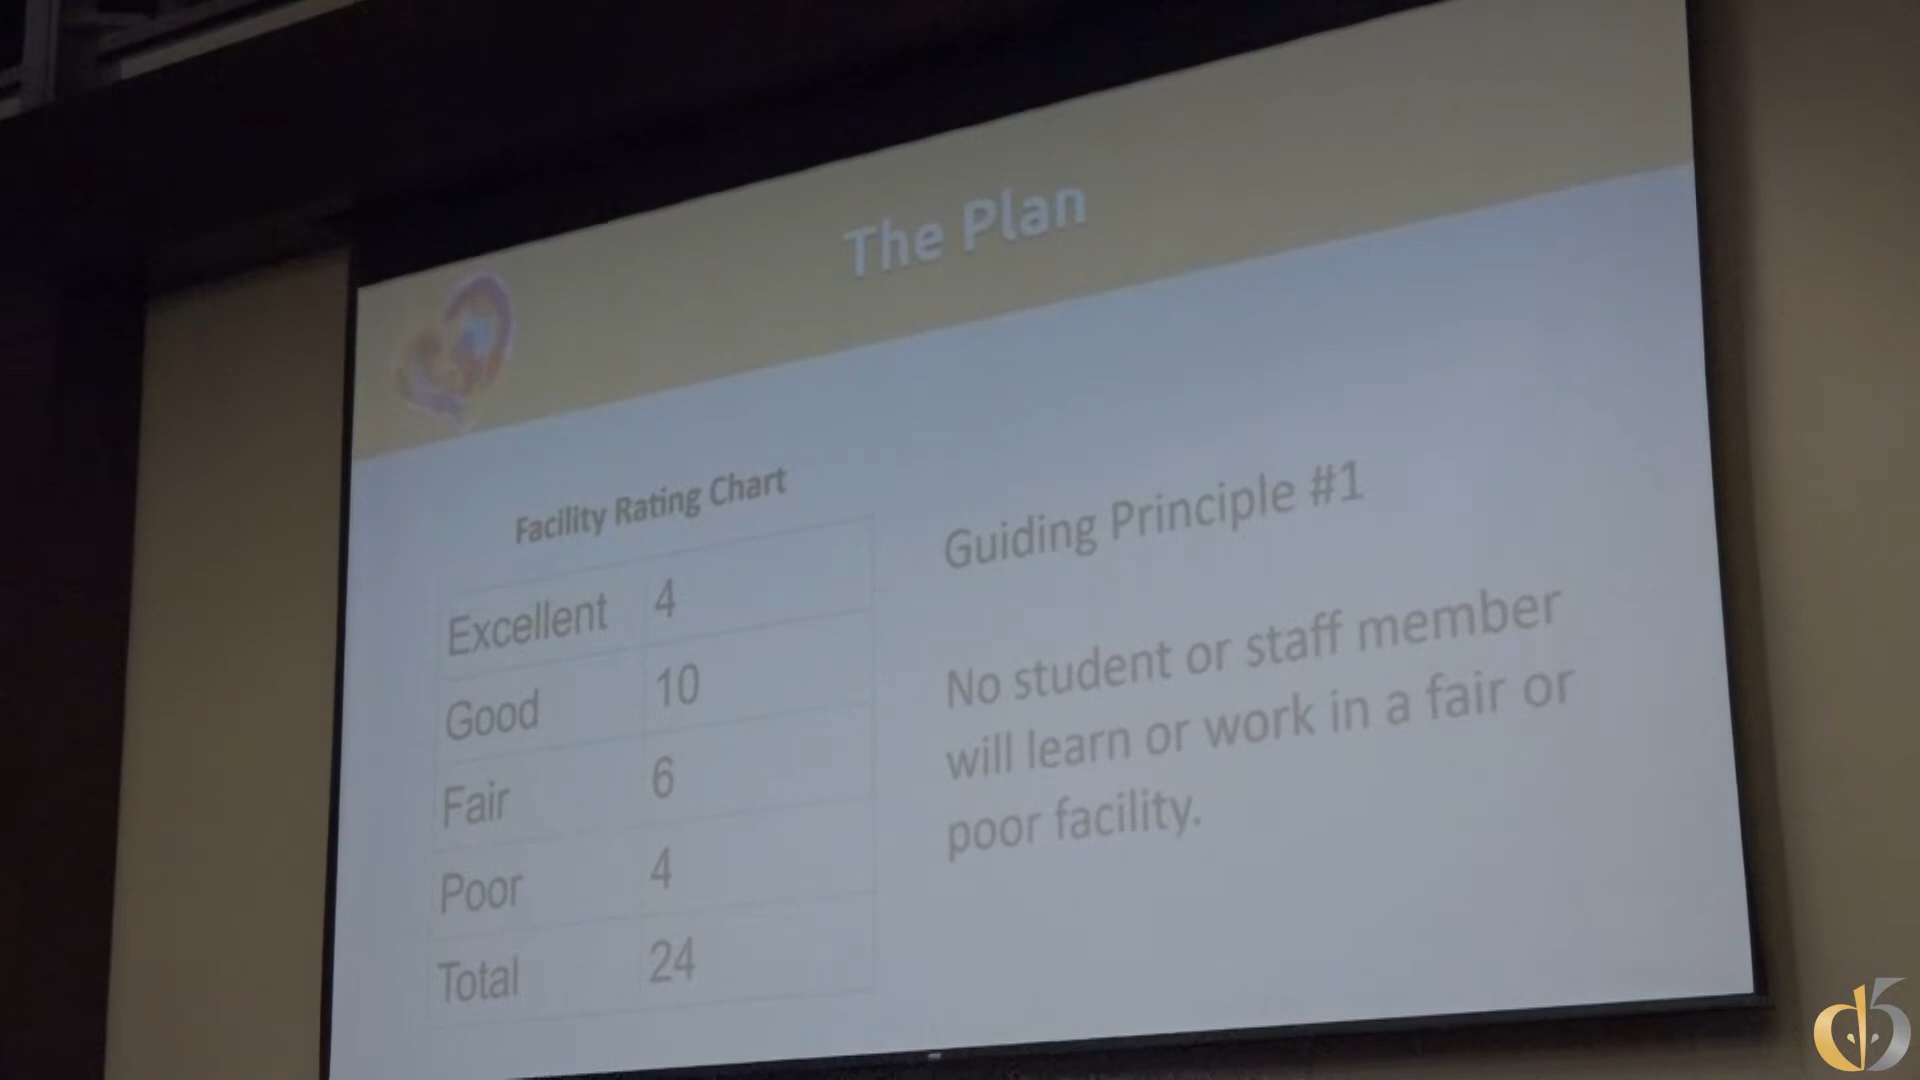 The Plan
Facility Rating Chart
Excellent 4
Good 10
Fair 6
Poor 4
Total 24
Guiding Principle #1
No student or staff member
will learn or work in a fair or
poor facility.
d5